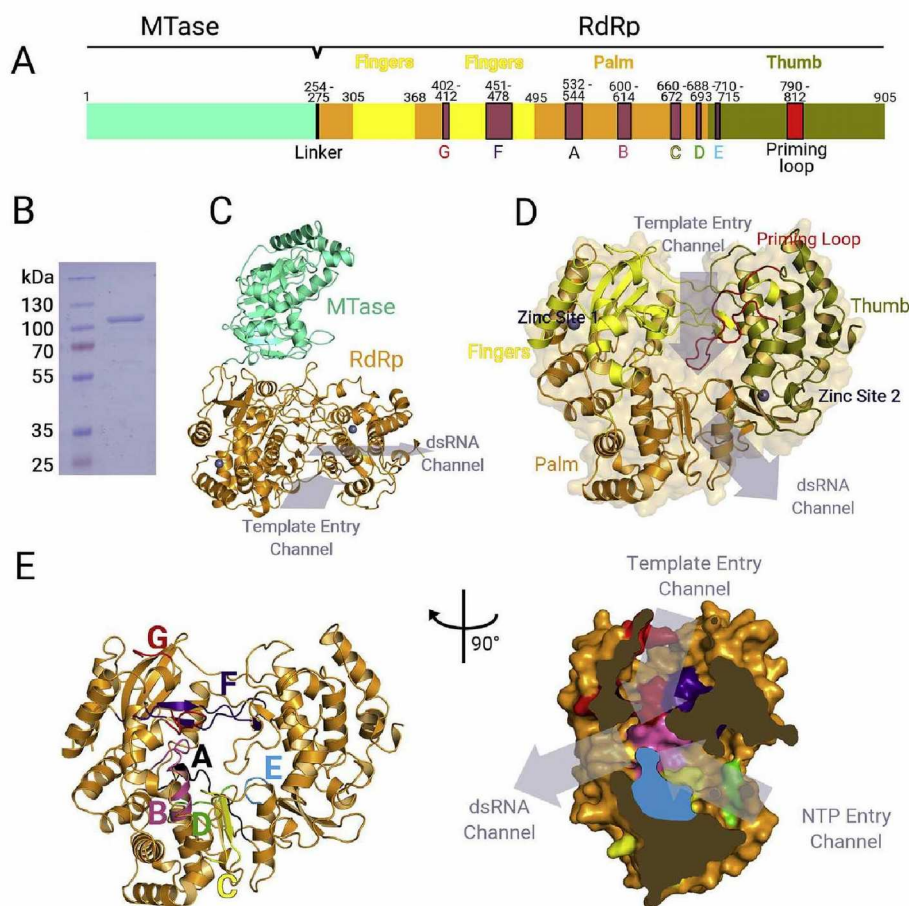 MTase
RdRp
A
Fingers
Fingers
Palm
Thumb
1
254 -
275
305
368
402 -
412
451-
478
495
532 -
544
600 -
614
660 -
672
688 -
693
710 -
715
790 -
812
905
Linker
G
F
A
B
C
D
E
Priming
loop
B
kDa
130
100
70
55
35
25
C
MTase
RdRp
dsRNA
Channel
Template Entry
Channel
D
Template Entry
Channel
Priming Loop
Zinc Site 1
Thumb
Fingers
Zinc Site 2
Palm
dsRNA
Channel
E
G
F
A
E
B
D
C
90°
Template Entry
Channel
dsRNA
Channel
NTP Entry
Channel